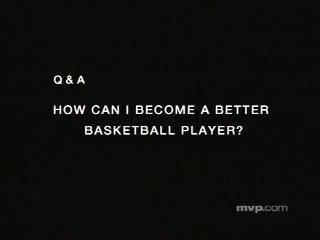 Q & A
HOW CAN I BECOME A BETTER
BASKETBALL PLAYER?
mvp.com